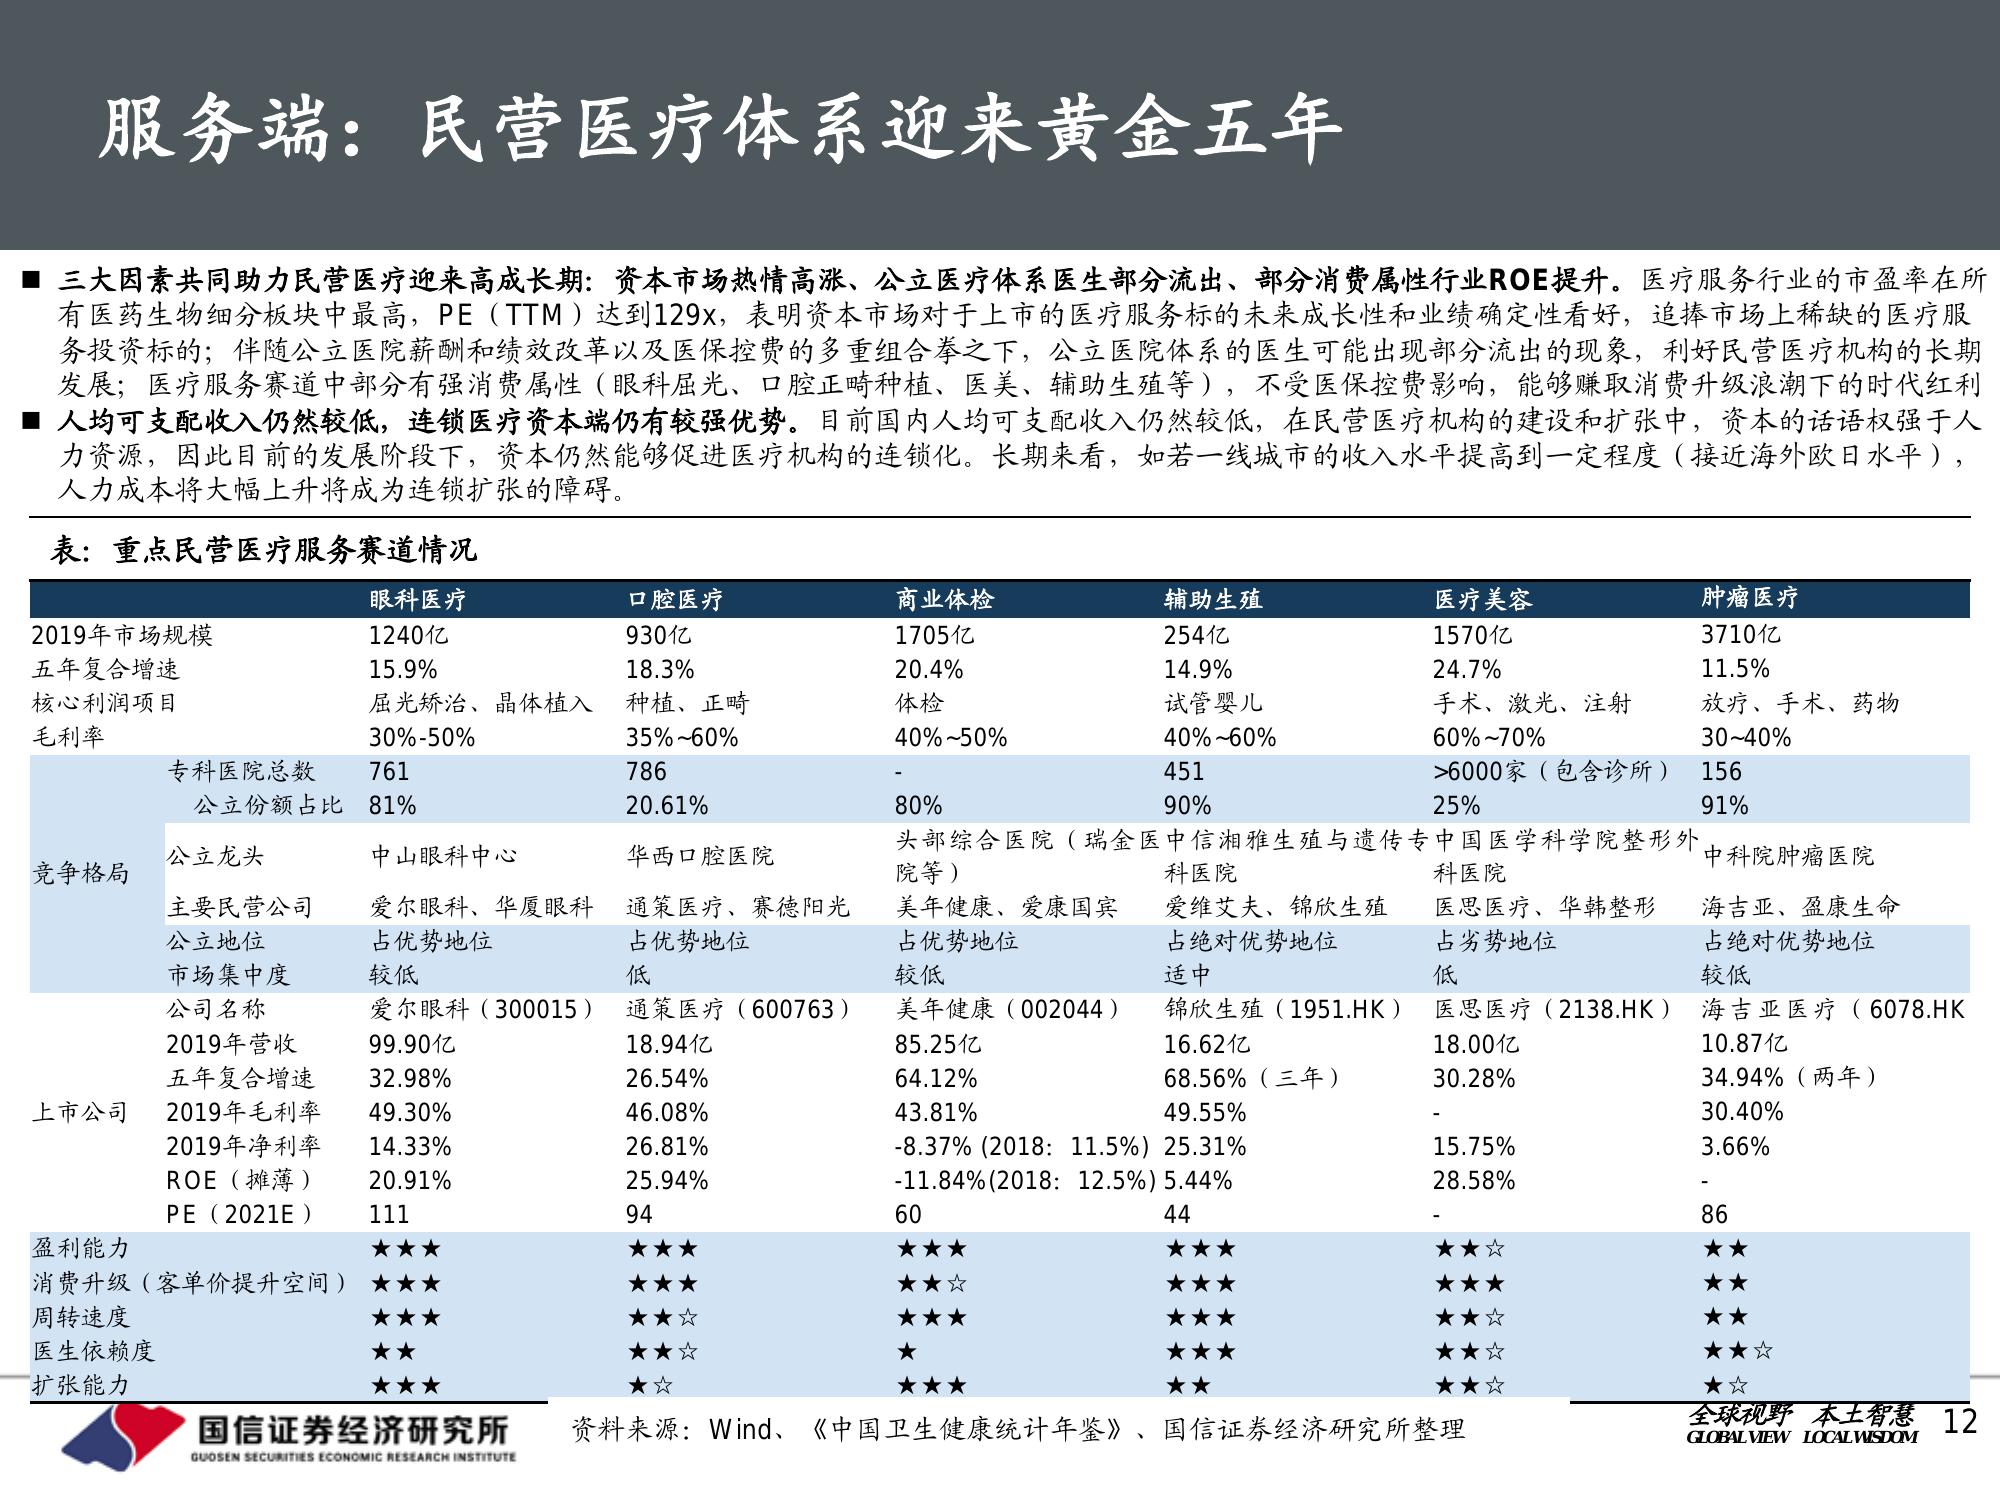 服务端：民营医疗体系迎来黄金五年
■ 三大因素共同助力民营医疗迎来高成长期：资本市场热情高涨、公立医疗体系医生部分流出、部分消费属性行业ROE提升。医疗服务行业的市盈率在所
有医药生物细分板块中最高，PE（TTM）达到129x，表明资本市场对于上市的医疗服务标的未来成长性和业绩确定性看好，追捧市场上稀缺的医疗服
务投资标的；伴随公立医院薪酬和绩效改革以及医保控费的多重组合拳之下，公立医院体系的医生可能出现部分流出的现象，利好民营医疗机构的长期
发展；医疗服务赛道中部分有强消费属性（眼科屈光、口腔正畸种植、医美、辅助生殖等），不受医保控费影响，能够赚取消费升级浪潮下的时代红利
■ 人均可支配收入仍然较低，连锁医疗资本端仍有较强优势。目前国内人均可支配收入仍然较低，在民营医疗机构的建设和扩张中，资本的话语权强于人
力资源，因此目前的发展阶段下，资本仍然能够促进医疗机构的连锁化。长期来看，如若一线城市的收入水平提高到一定程度（接近海外欧日水平），
人力成本将大幅上升将成为连锁扩张的障碍。
表：重点民营医疗服务赛道情况
眼科医疗 口腔医疗 商业体检 辅助生殖 医疗美容 肿瘤医疗
2019年市场规模 1240亿 930亿 1705亿 254亿 1570亿 3710亿
五年复合增速 15.9% 18.3% 20.4% 14.9% 24.7% 11.5%
核心利润项目 屈光矫治、晶体植入 种植、正畸 体检 试管婴儿 手术、激光、注射 放疗、手术、药物
毛利率 30%-50% 35%~60% 40%~50% 40%~60% 60%~70% 30~40%
竞争格局 专科医院总数 761 786 - 451 >6000家（包含诊所） 156
公立份额占比 81% 20.61% 80% 90% 25% 91%
公立龙头 中山眼科中心 华西口腔医院 头部综合医院（瑞金医院等） 中信湘雅生殖与遗传专科医院 中国医学科学院整形外科医院 中科院肿瘤医院
主要民营公司 爱尔眼科、华厦眼科 通策医疗、赛德阳光 美年健康、爱康国宾 爱维艾夫、锦欣生殖 医思医疗、华韩整形 海吉亚、盈康生命
公立地位 占优势地位 占优势地位 占优势地位 占绝对优势地位 占劣势地位 占绝对优势地位
市场集中度 较低 低 较低 适中 低 较低
上市公司 公司名称 爱尔眼科（300015） 通策医疗（600763） 美年健康（002044） 锦欣生殖（1951.HK） 医思医疗（2138.HK） 海吉亚医疗（6078.HK
2019年营收 99.90亿 18.94亿 85.25亿 16.62亿 18.00亿 10.87亿
五年复合增速 32.98% 26.54% 64.12% 68.56%（三年） 30.28% 34.94%（两年）
2019年毛利率 49.30% 46.08% 43.81% 49.55% - 30.40%
2019年净利率 14.33% 26.81% -8.37% (2018：11.5%) 25.31% 15.75% 3.66%
ROE（摊薄） 20.91% 25.94% -11.84%(2018：12.5%) 5.44% 28.58% -
PE（2021E） 111 94 60 44 - 86
盈利能力 ★★★ ★★★ ★★★ ★★★ ★★☆ ★★
消费升级（客单价提升空间） ★★★ ★★★ ★★☆ ★★★ ★★★ ★★
周转速度 ★★★ ★★☆ ★★★ ★★★ ★★☆ ★★
医生依赖度 ★★ ★★☆ ★ ★★★ ★★☆ ★★☆
扩张能力 ★★★ ★☆ ★★★ ★★ ★★☆ ★☆
国信证券经济研究所
GUOSEN SECURITIES ECONOMIC RESEARCH INSTITUTE
资料来源：Wind、《中国卫生健康统计年鉴》、国信证券经济研究所整理
全球视野 本土智慧
GLOBAL VIEW LOCAL WISDOM
12